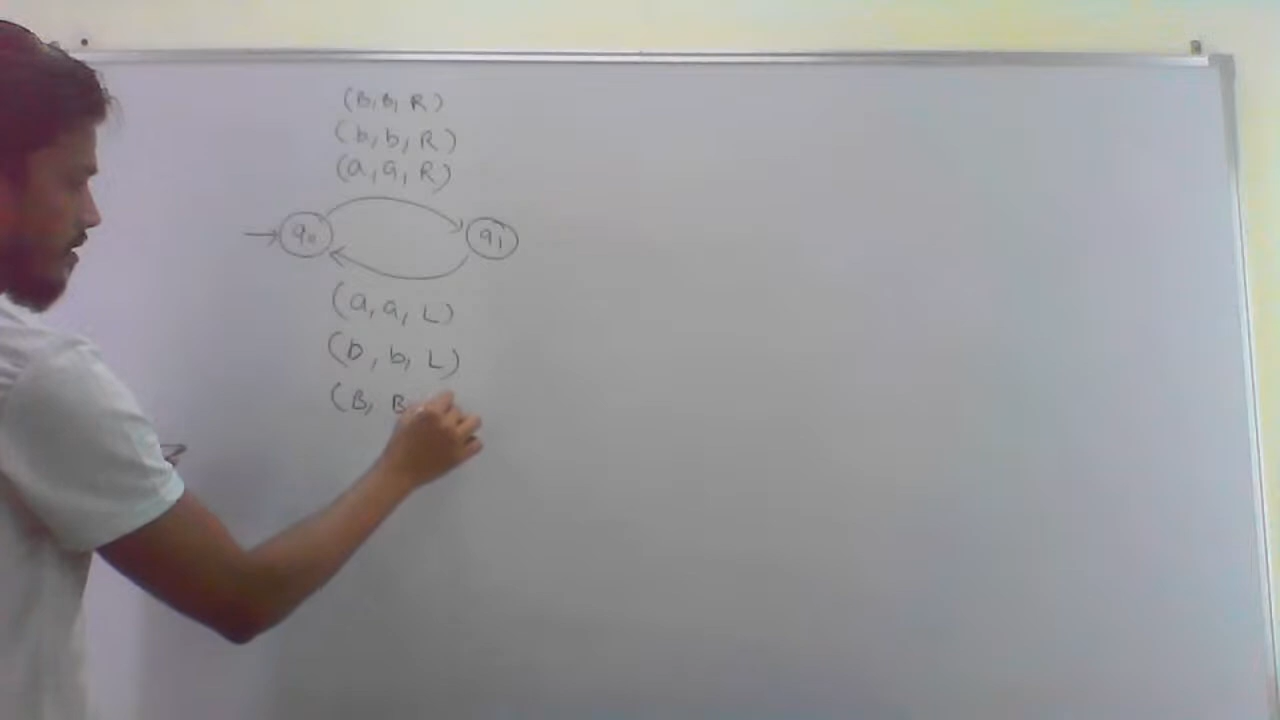 (B, B, R)
(b, b, R)
(a, a, R)
q₀ q₁
(a, a, L)
(b, b, L)
(B, B